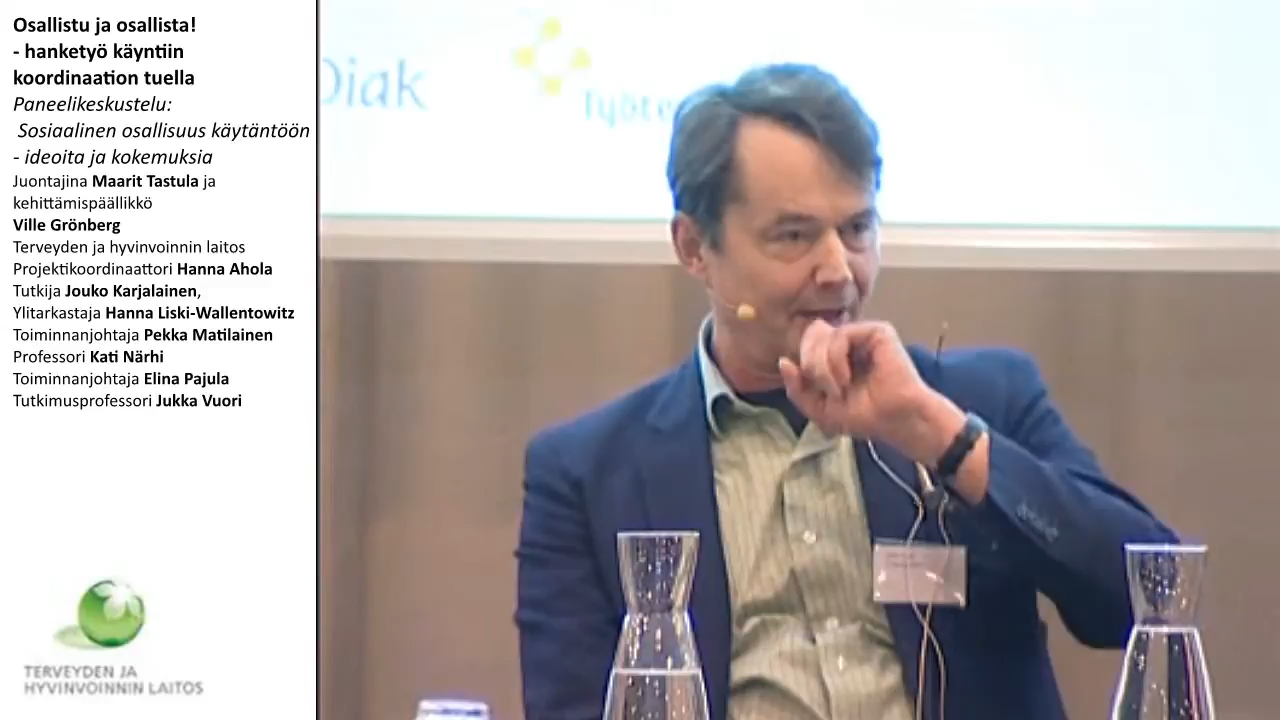 Osallistu ja osallista!
- hanketyö käyntiin
koordinaation tuella
Paneelikeskustelu:
Sosiaalinen osallisuus käytäntöön
- ideoita ja kokemuksia
Juontajina Maarit Tastula ja
kehittämispäällikkö
Ville Grönberg
Terveyden ja hyvinvoinnin laitos
Projektikoordinaattori Hanna Ahola
Tutkija Jouko Karjalainen,
Ylitarkastaja Hanna Liski-Wallentowitz
Toiminnanjohtaja Pekka Matilainen
Professori Kati Närhi
Toiminnanjohtaja Elina Pajula
Tutkimusprofessori Jukka Vuori
TERVEYDEN JA
HYVINVOINNIN LAITOS
Diak
Työte